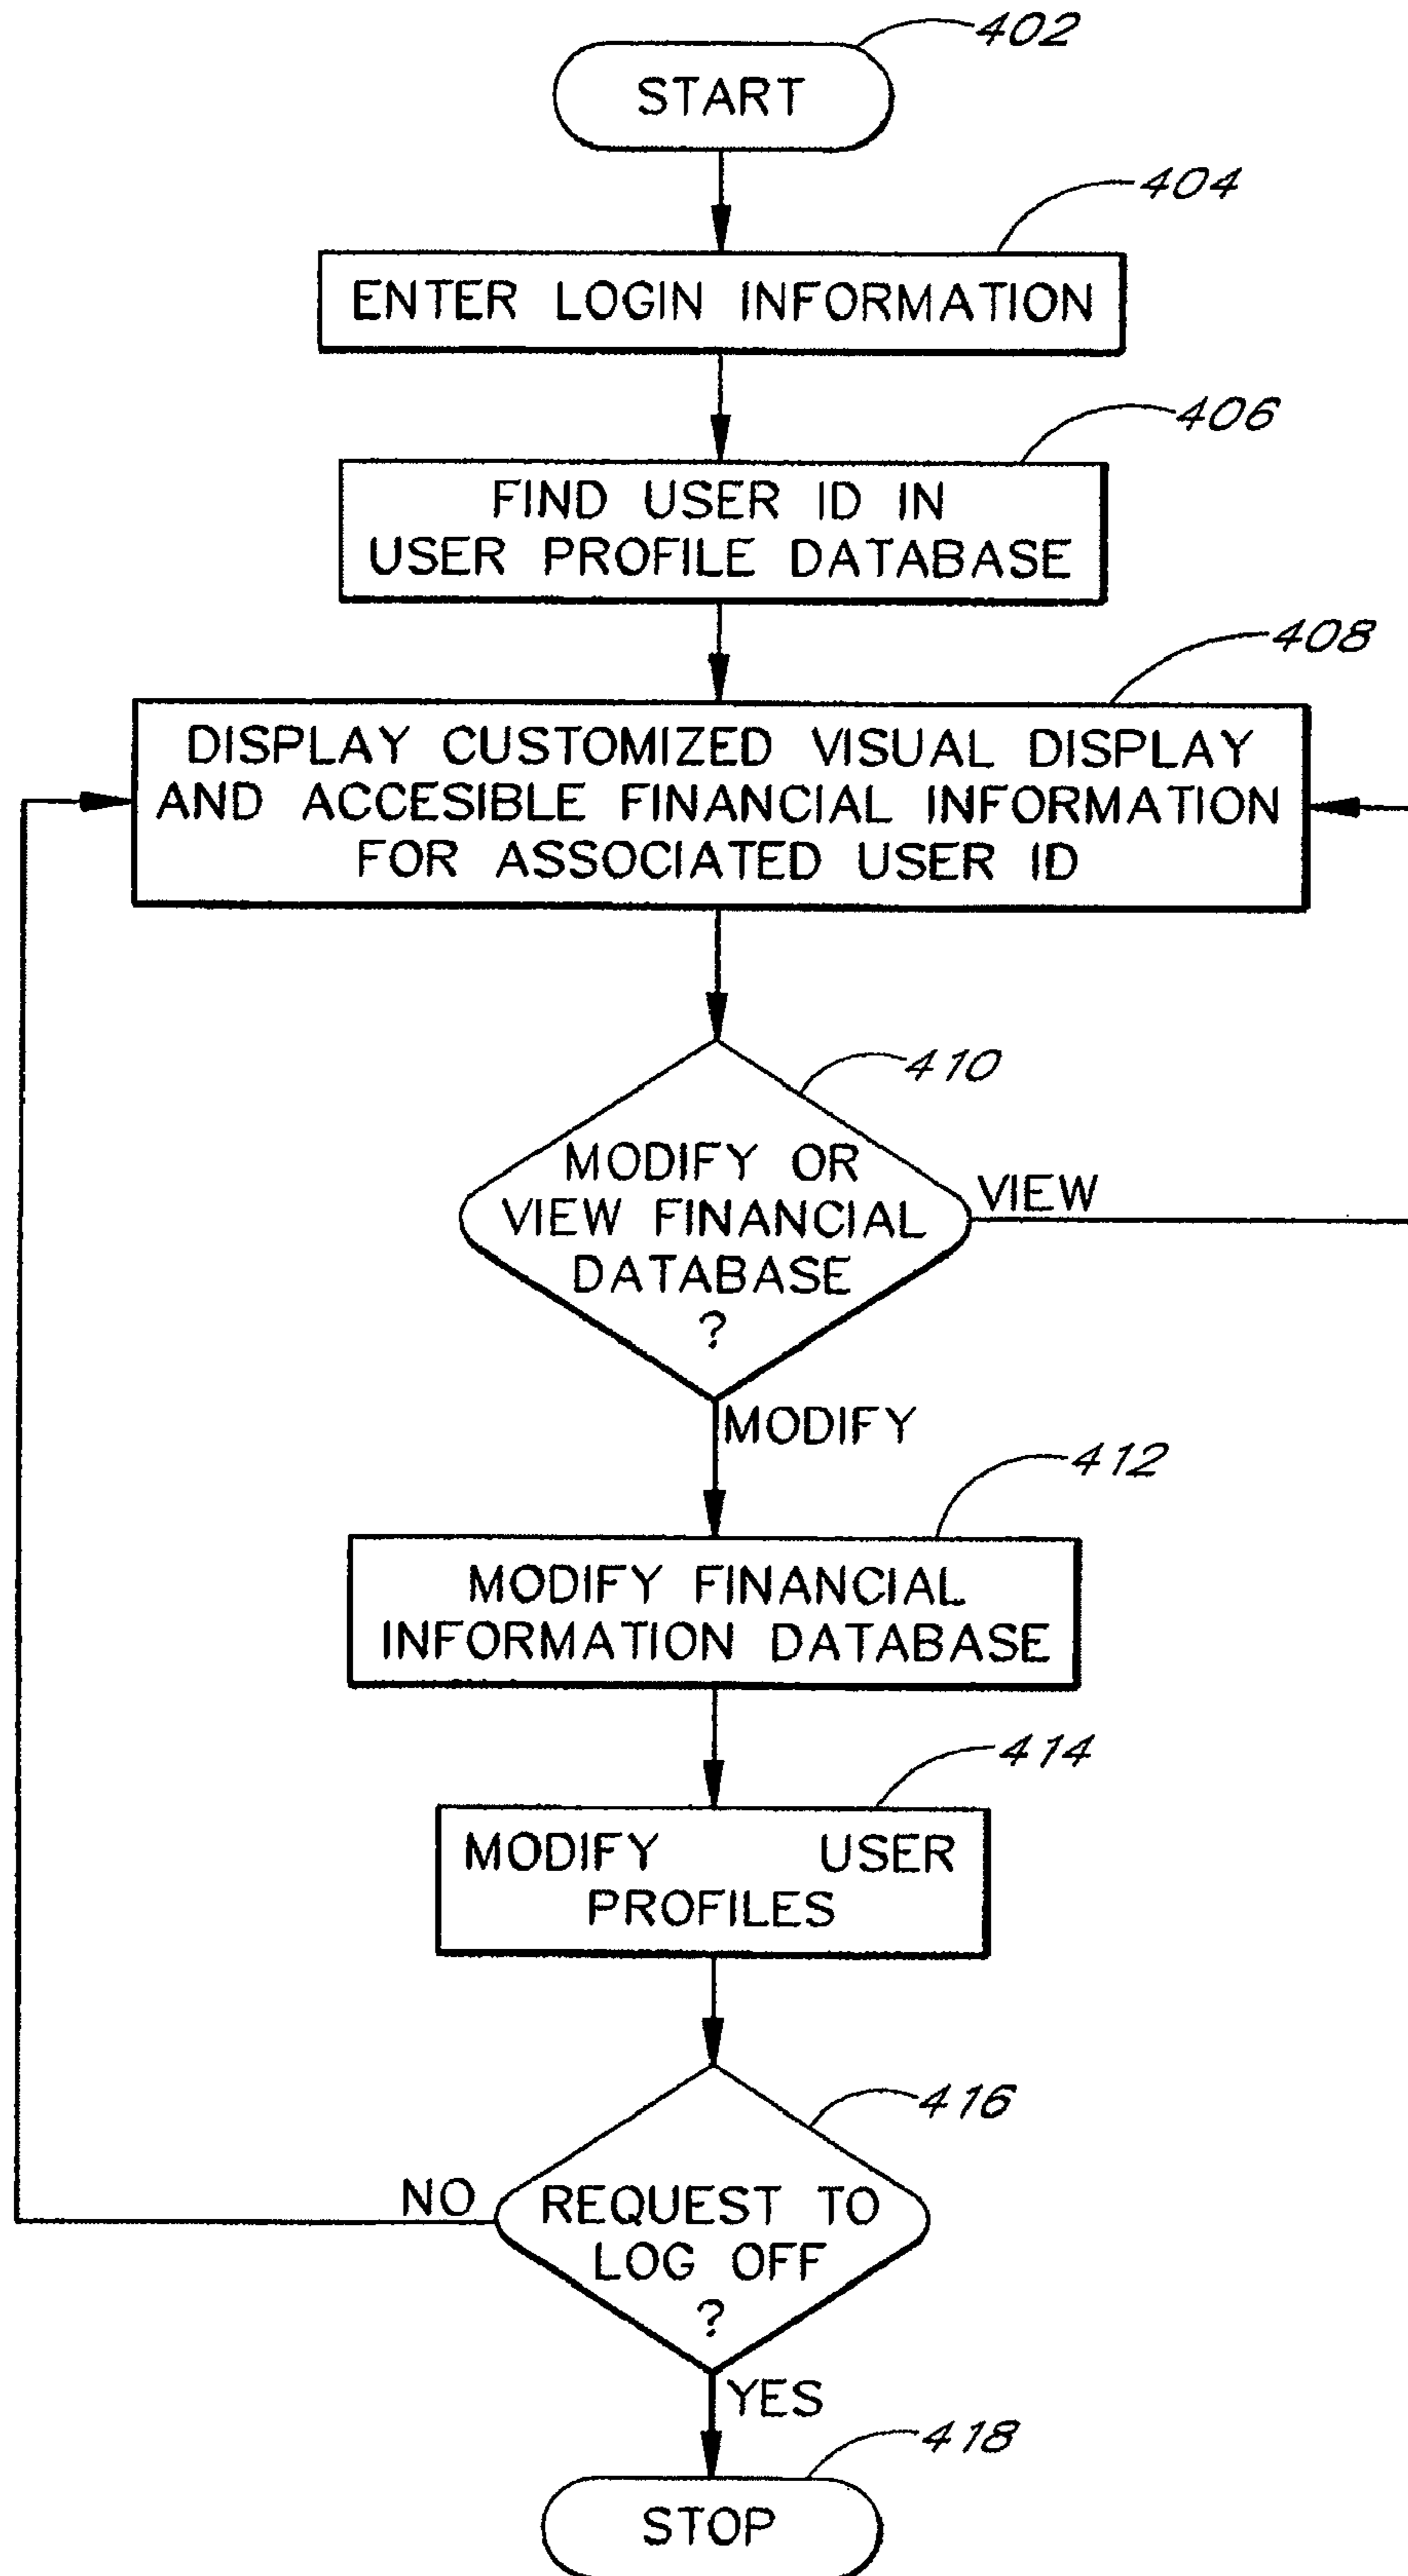 402
START
404
ENTER LOGIN INFORMATION
406
FIND USER ID IN
USER PROFILE DATABASE
408
DISPLAY CUSTOMIZED VISUAL DISPLAY
AND ACCESIBLE FINANCIAL INFORMATION
FOR ASSOCIATED USER ID
410
MODIFY OR
VIEW FINANCIAL
DATABASE
?
VIEW
MODIFY
412
MODIFY FINANCIAL
INFORMATION DATABASE
414
MODIFY USER
PROFILES
416
NO
REQUEST TO
LOG OFF
?
YES
418
STOP